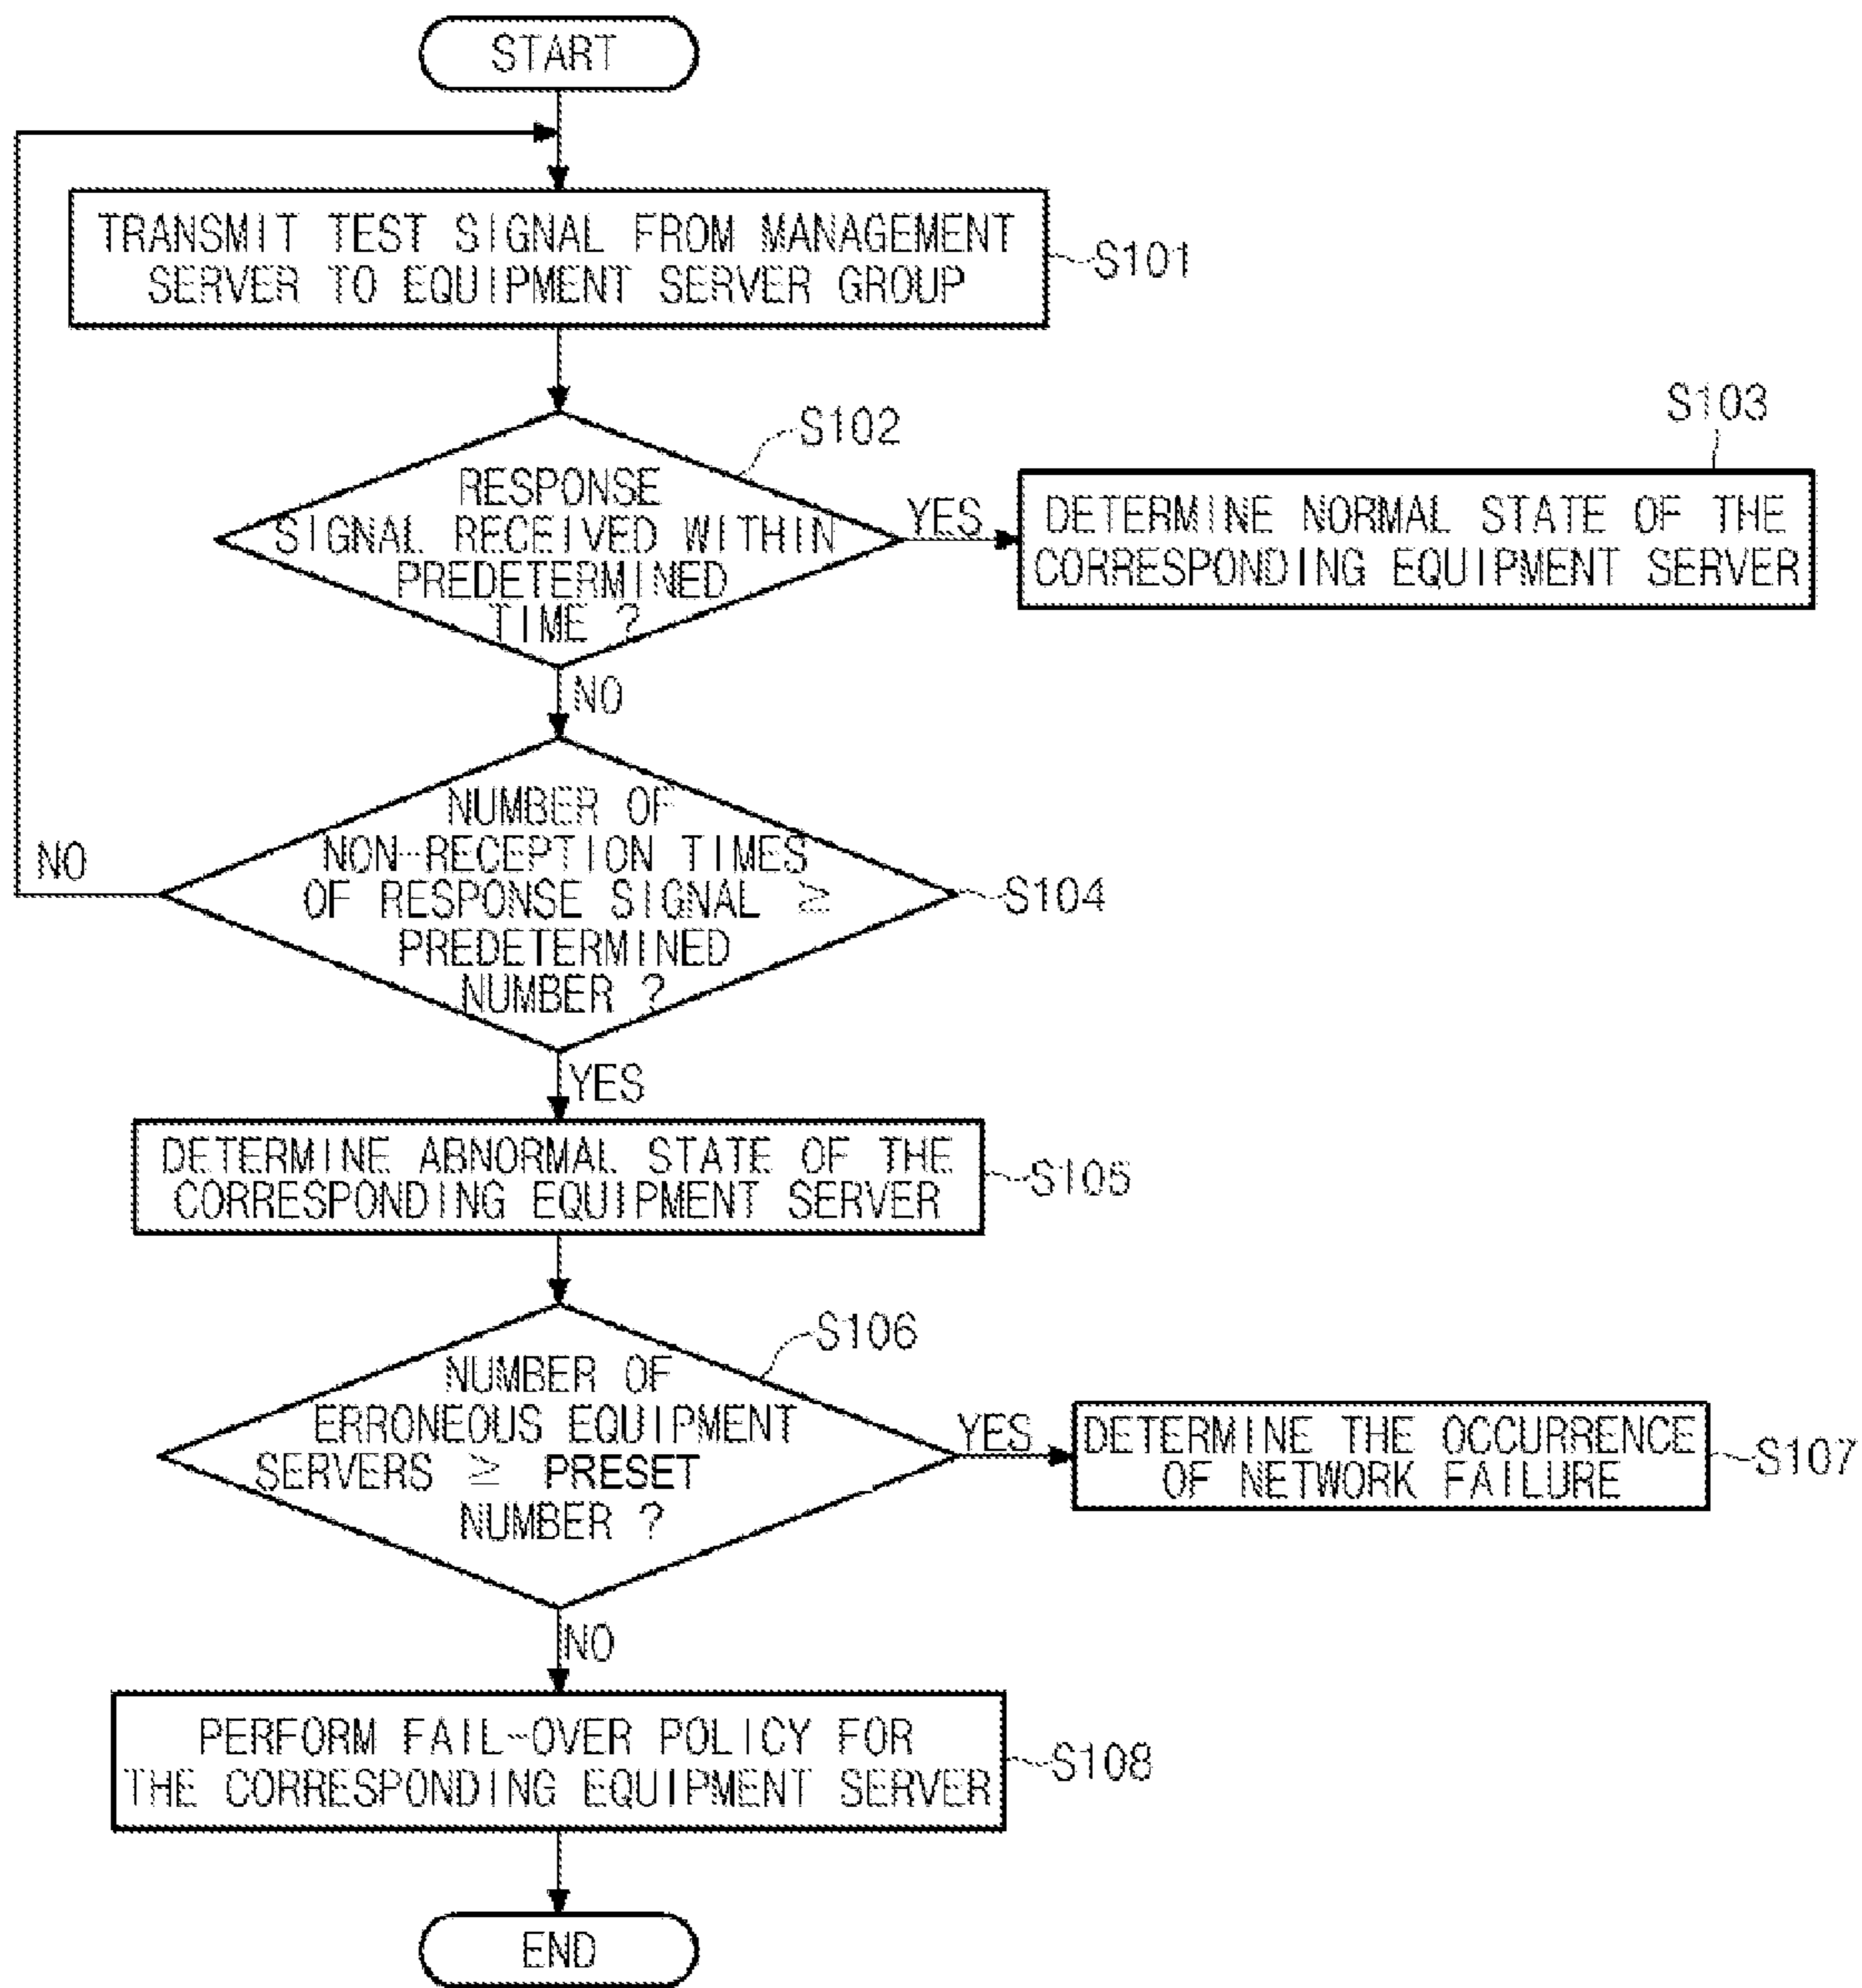 START
TRANSMIT TEST SIGNAL FROM MANAGEMENT
SERVER TO EQUIPMENT SERVER GROUP
S101
S102
RESPONSE
SIGNAL RECEIVED WITHIN
PREDETERMINED
TIME ?
YES
S103
DETERMINE NORMAL STATE OF THE
CORRESPONDING EQUIPMENT SERVER
NO
NUMBER OF
NON-RECEPTION TIMES
OF RESPONSE SIGNAL ≥
PREDETERMINED
NUMBER ?
NO
S104
YES
DETERMINE ABNORMAL STATE OF THE
CORRESPONDING EQUIPMENT SERVER
S105
S106
NUMBER OF
ERRONEOUS EQUIPMENT
SERVERS ≥ PRESET
NUMBER ?
YES
DETERMINE THE OCCURRENCE
OF NETWORK FAILURE
S107
NO
PERFORM FAIL-OVER POLICY FOR
THE CORRESPONDING EQUIPMENT SERVER
S108
END